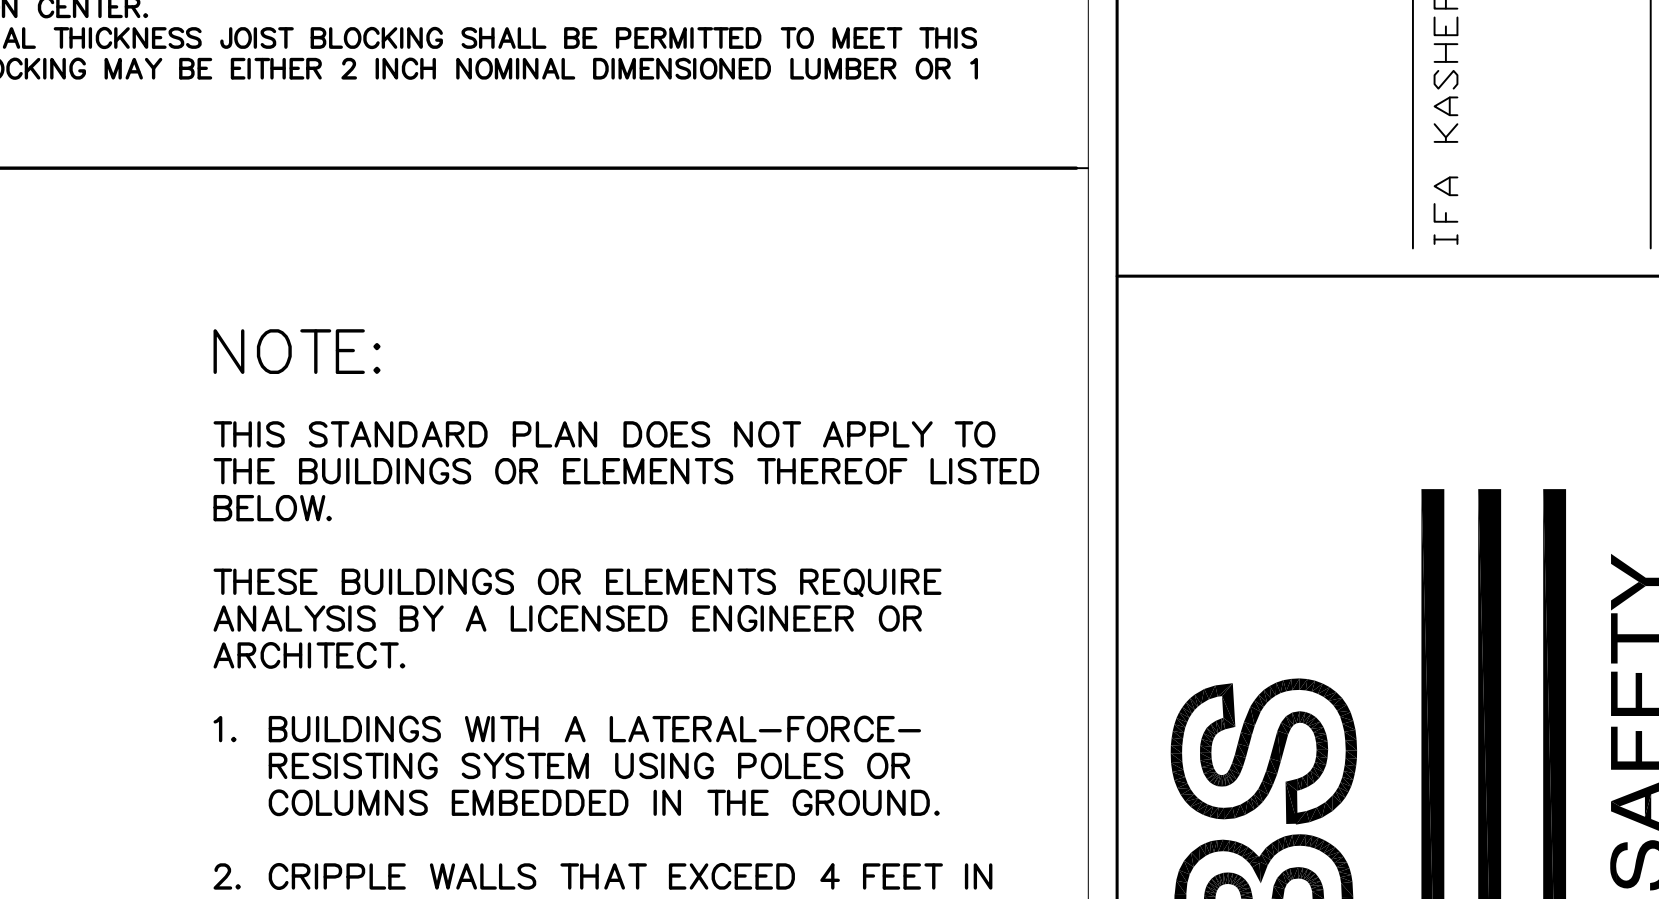 N CENTER.
AL THICKNESS JOIST BLOCKING SHALL BE PERMITTED TO MEET THIS
OCKING MAY BE EITHER 2 INCH NOMINAL DIMENSIONED LUMBER OR 1
NOTE:
THIS STANDARD PLAN DOES NOT APPLY TO
THE BUILDINGS OR ELEMENTS THEREOF LISTED
BELOW.
THESE BUILDINGS OR ELEMENTS REQUIRE
ANALYSIS BY A LICENSED ENGINEER OR
ARCHITECT.
1. BUILDINGS WITH A LATERAL-FORCE-
RESISTING SYSTEM USING POLES OR
COLUMNS EMBEDDED IN THE GROUND.
2. CRIPPLE WALLS THAT EXCEED 4 FEET IN
IFA KASHEF
BS
SAFETY